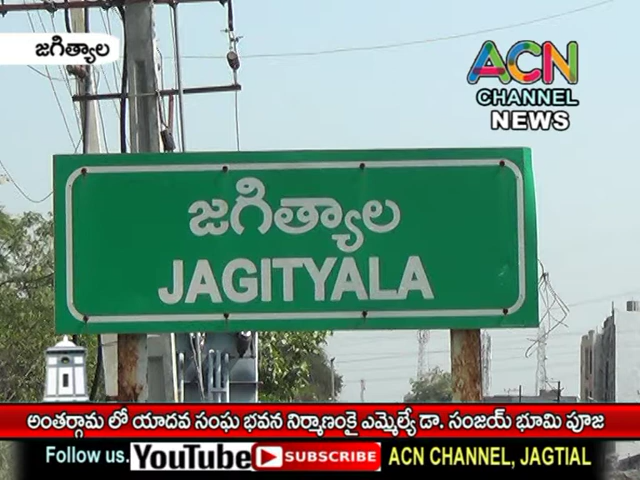 జగిత్యాల
ACN
CHANNEL
NEWS
జగిత్యాల
JAGITYALA
అంతర్గామ లో యాదవ సంఘ భవన నిర్మాణంకై ఎమ్మెల్యే డా. సంజయ్ భూమి పూజ
Follow us. YouTube SUBSCRIBE ACN CHANNEL, JAGTIAL